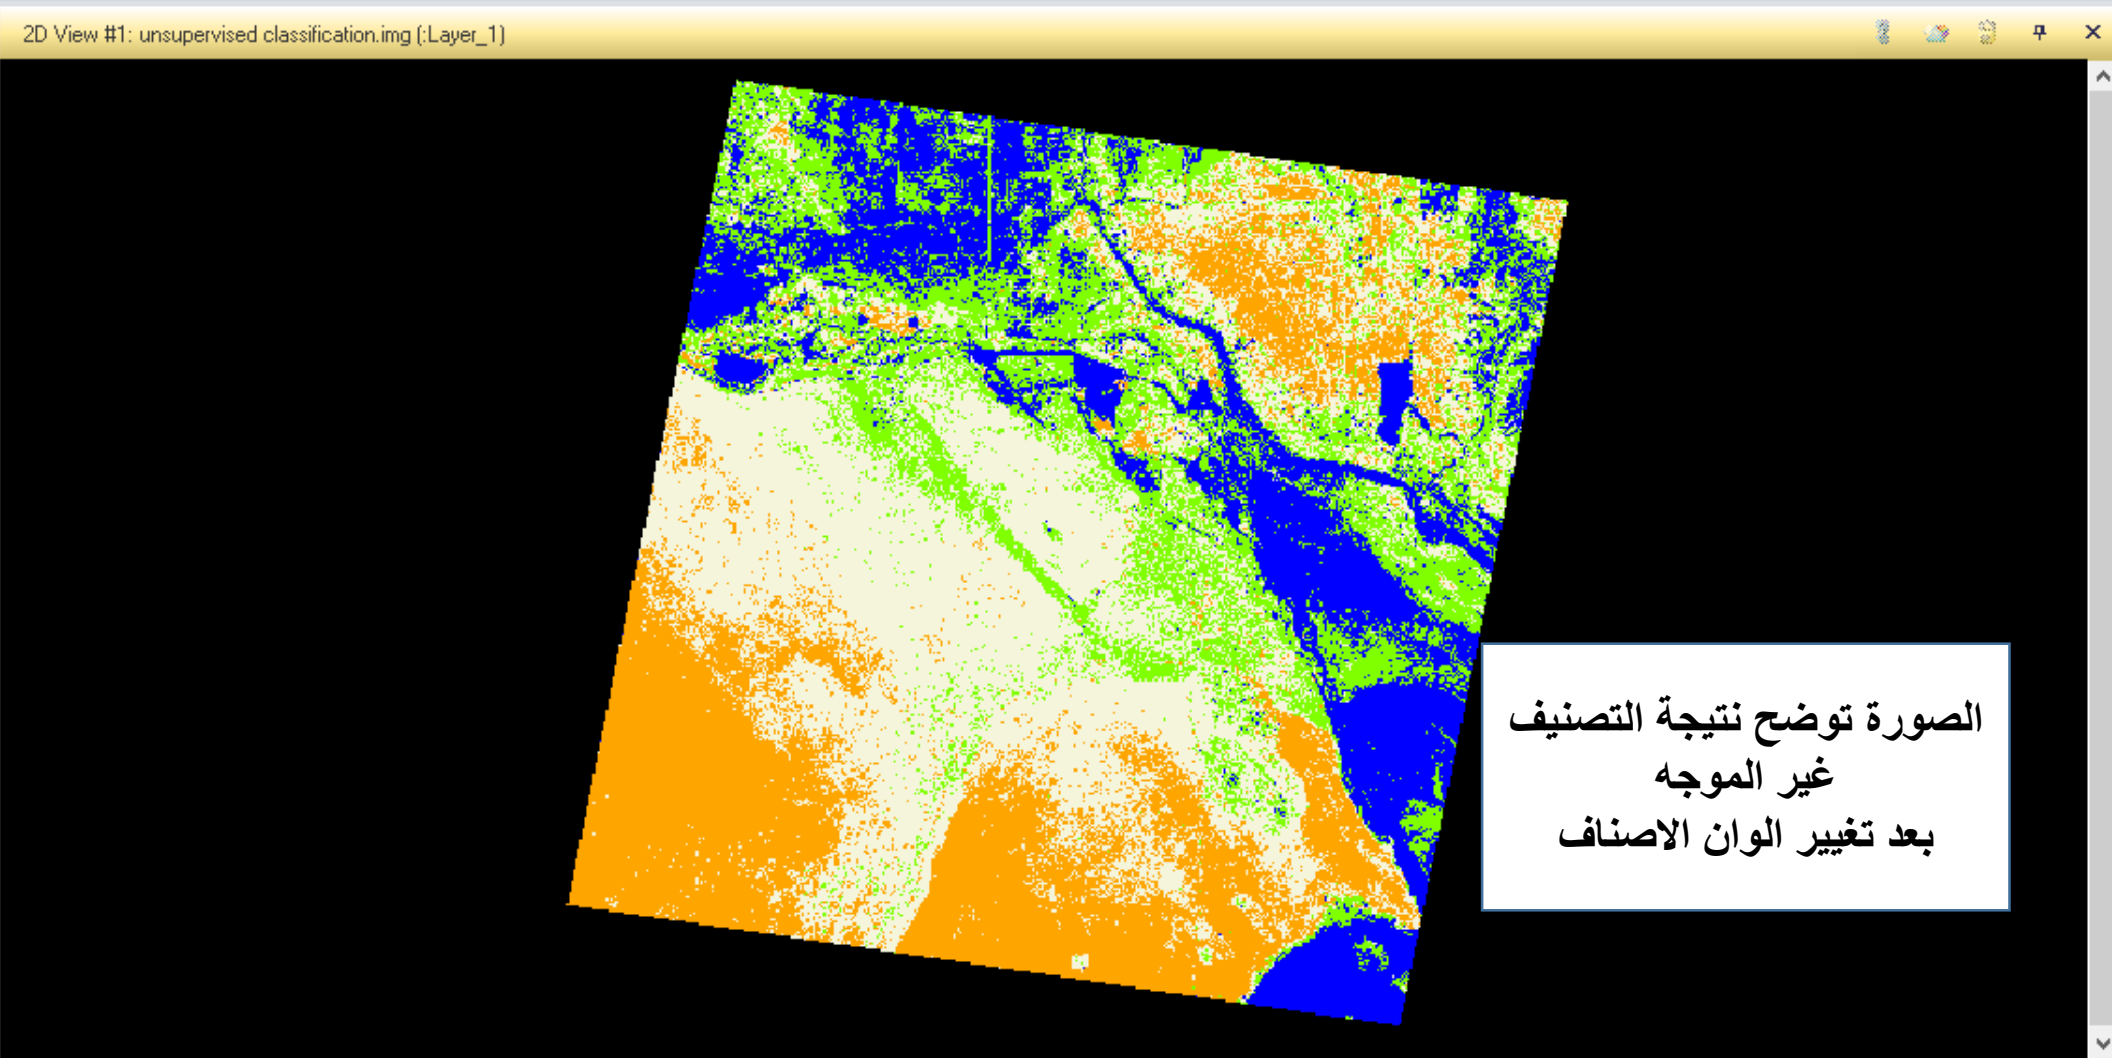 2D View #1: unsupervised classification.img (:Layer_1)
الصورة توضح نتيجة التصنيف
غير الموجه
بعد تغيير الوان الاصناف